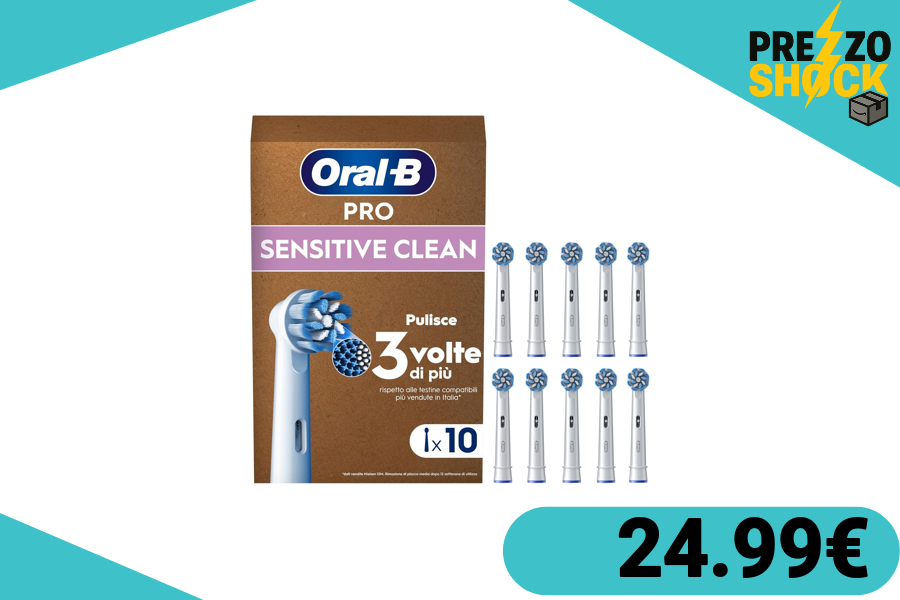 PREZZO
SHOCK
Oral-B
PRO
SENSITIVE CLEAN
Pulisce
3 volte
di più
rispetto alle testine compatibili
più vendute in Italia*
x10
24.99€